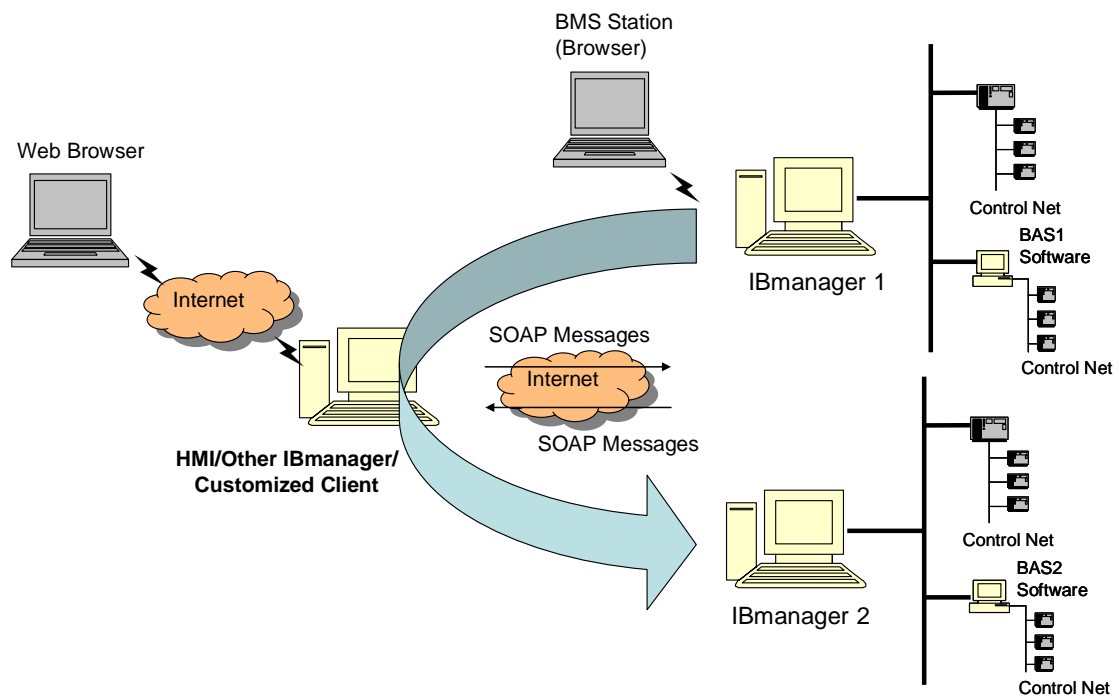 BMS Station
(Browser)
Web Browser
Internet
IBmanager 1
Control Net
BAS1
Software
Control Net
SOAP Messages
Internet
SOAP Messages
HMI/Other IBmanager/
Customized Client
IBmanager 2
Control Net
BAS2
Software
Control Net